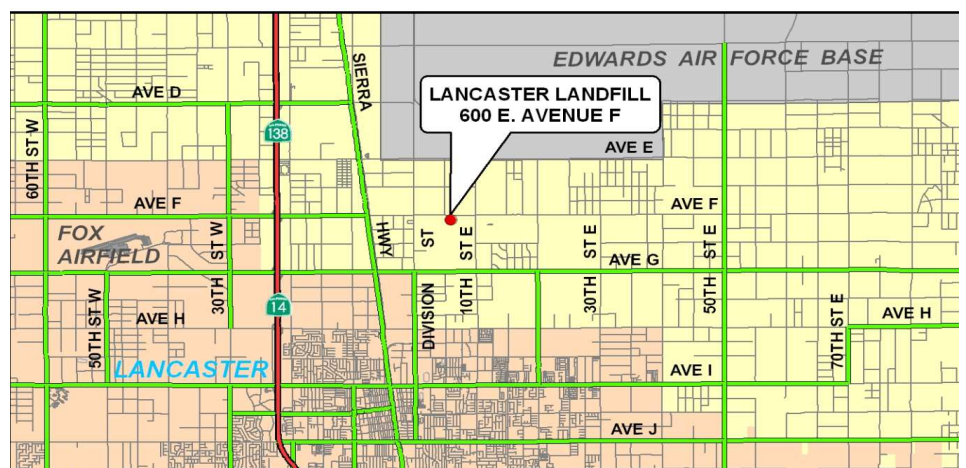 EDWARDS AIR FORCE BASE
SIERRA
AVE D
LANCASTER LANDFILL
600 E. AVENUE F
138
AVE E
60TH ST W
AVE F
AVE F
FOX
AIRFIELD
30TH ST W
HWY
DIVISION ST
10TH ST E
30TH ST E
50TH ST E
AVE G
50TH ST W
AVE H
14
70TH ST E
AVE H
LANCASTER
AVE I
AVE J